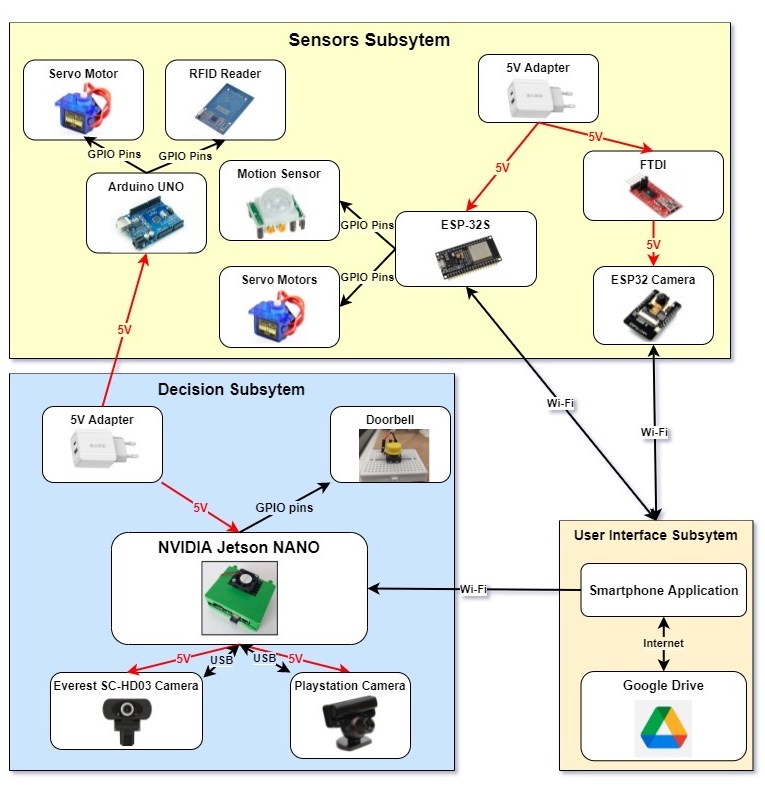 Sensors Subsytem
Servo Motor
RFID Reader
5V Adapter
GPIO Pins
GPIO Pins
5V
5V
FTDI
Arduino UNO
Motion Sensor
GPIO Pins
ESP-32S
5V
Servo Motors
GPIO Pins
ESP32 Camera
5V
Wi-Fi
Wi-Fi
Decision Subsytem
5V Adapter
Doorbell
5V
GPIO pins
NVIDIA Jetson NANO
5V
USB
USB
5V
Everest SC-HD03 Camera
Playstation Camera
Wi-Fi
User Interface Subsytem
Smartphone Application
Internet
Google Drive